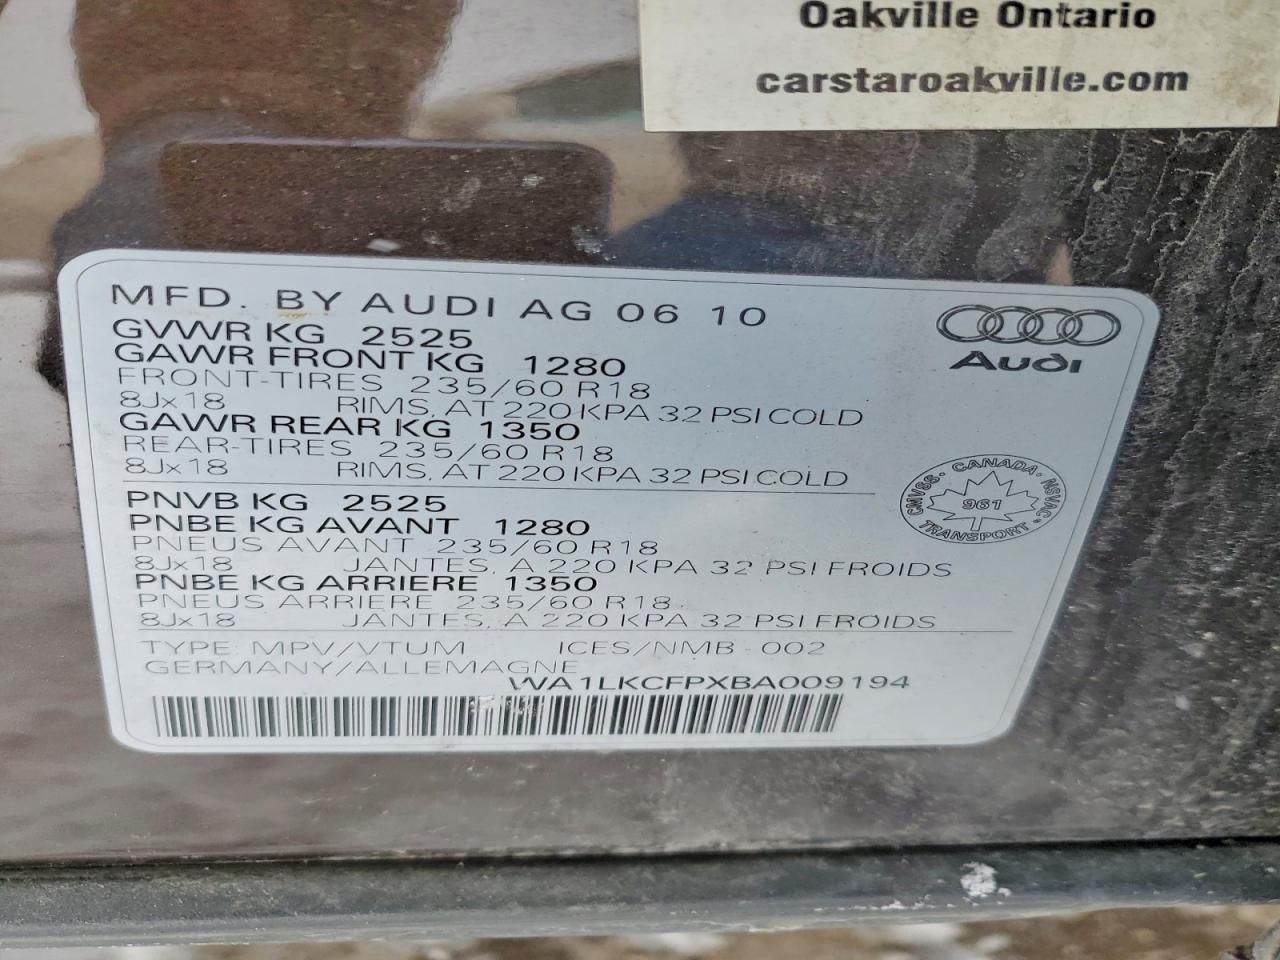 Oakville Ontario
carstaroakville.com
MFD. BY AUDI AG 06 10
GVWR KG 2525
GAWR FRONT KG 1280
FRONT-TIRES 235/60 R18
8Jx18 RIMS, AT 220 KPA 32 PSI COLD
GAWR REAR KG 1350
REAR-TIRES 235/60 R18
8Jx18 RIMS, AT 220 KPA 32 PSI COLD
PNVB KG 2525
PNBE KG AVANT 1280
PNEUS AVANT 235/60 R18
8Jx18 JANTES, A 220 KPA 32 PSI FROIDS
PNBE KG ARRIERE 1350
PNEUS ARRIERE 235/60 R18
8Jx18 JANTES, A 220 KPA 32 PSI FROIDS
TYPE: MPV/VTUM ICES/NMB-002
GERMANY/ALLEMAGNE
WA1LKCFPXBA009194
Audi
CMVSS · CANADA · NSVAC · TRANSPORT
961